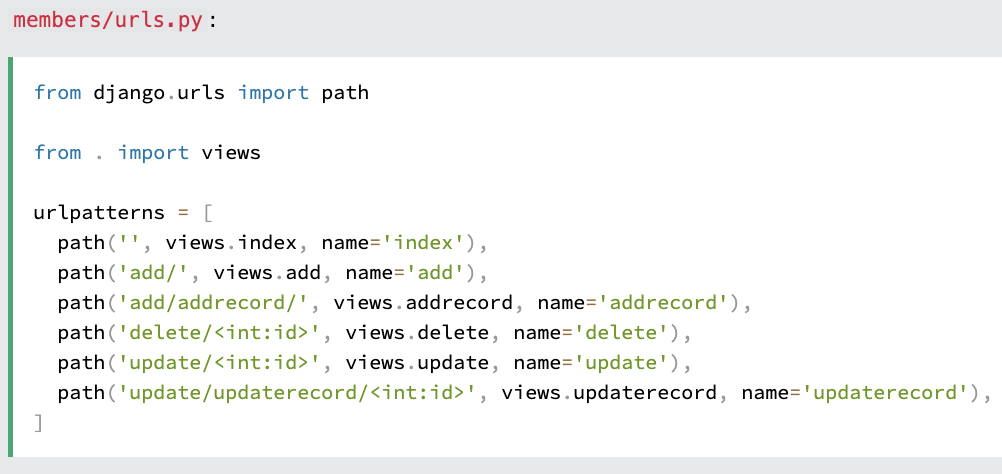 members/urls.py:
from django.urls import path
from . import views
urlpatterns = [
  path('', views.index, name='index'),
  path('add/', views.add, name='add'),
  path('add/addrecord/', views.addrecord, name='addrecord'),
  path('delete/<int:id>', views.delete, name='delete'),
  path('update/<int:id>', views.update, name='update'),
  path('update/updaterecord/<int:id>', views.updaterecord, name='updaterecord'),
]